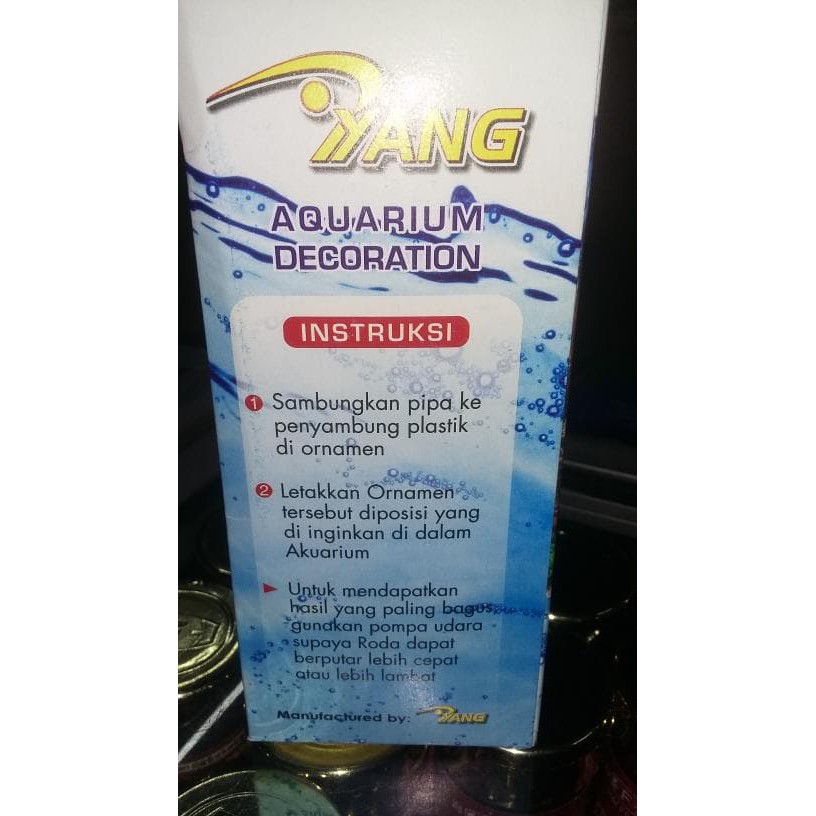 YANG
AQUARIUM
DECORATION
INSTRUKSI
1 Sambungkan pipa ke
penyambung plastik
di ornamen
2 Letakkan Ornamen
tersebut diposisi yang
di inginkan di dalam
Akuarium
Untuk mendapatkan
hasil yang paling bagus,
gunakan pompa udara
supaya Roda dapat
berputar lebih cepat
atau lebih lambat
Manufactured by: YANG